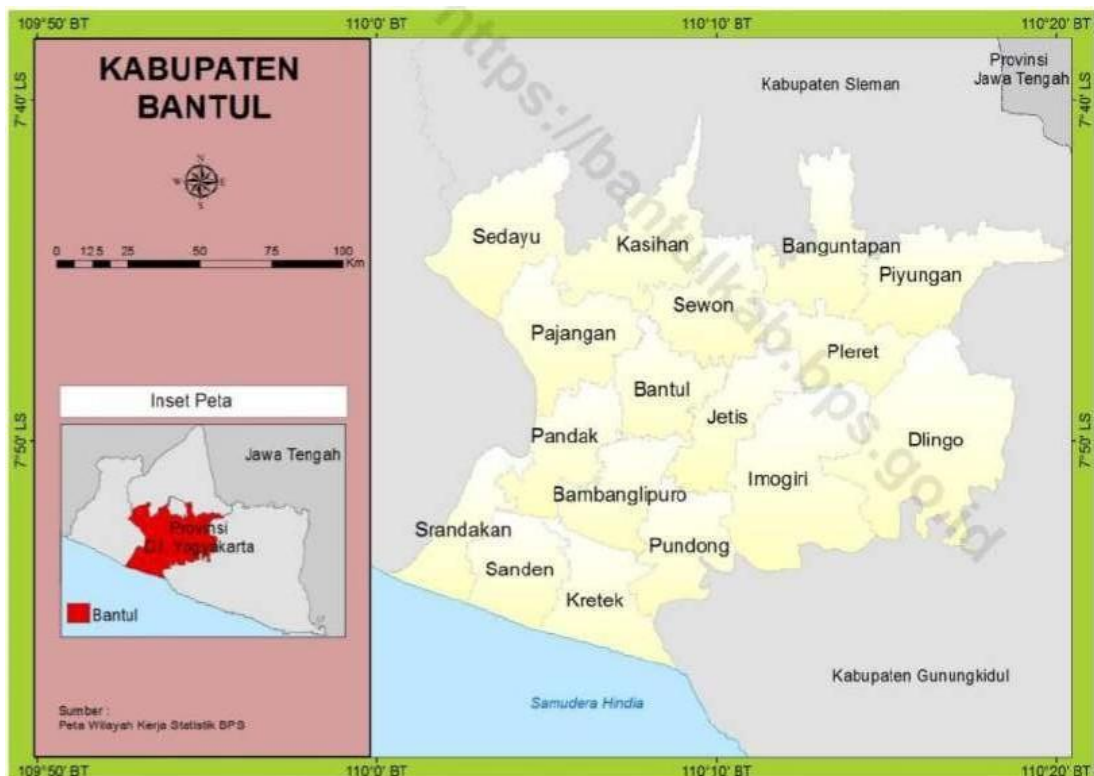 109°50' BT
110°0' BT
110°10' BT
110°20' BT
KABUPATEN
BANTUL
N
W E
S
0 12.5 25 50 75 100
Km
Inset Peta
Jawa Tengah
Provinsi
D.I. Yogyakarta
Bantul
Sumber :
Peta Wilayah Kerja Statistik BPS
7°40' LS
7°50' LS
https://bantulkab.bps.go.id
Provinsi
Jawa Tengah
Kabupaten Sleman
7°40' LS
Sedayu
Kasihan
Banguntapan
Piyungan
Sewon
Pajangan
Pleret
Bantul
Jetis
Pandak
Dlingo
7°50' LS
Imogiri
Bambanglipuro
Srandakan
Pundong
Sanden
Kretek
Kabupaten Gunungkidul
Samudera Hindia
109°50' BT
110°0' BT
110°10' BT
110°20' BT